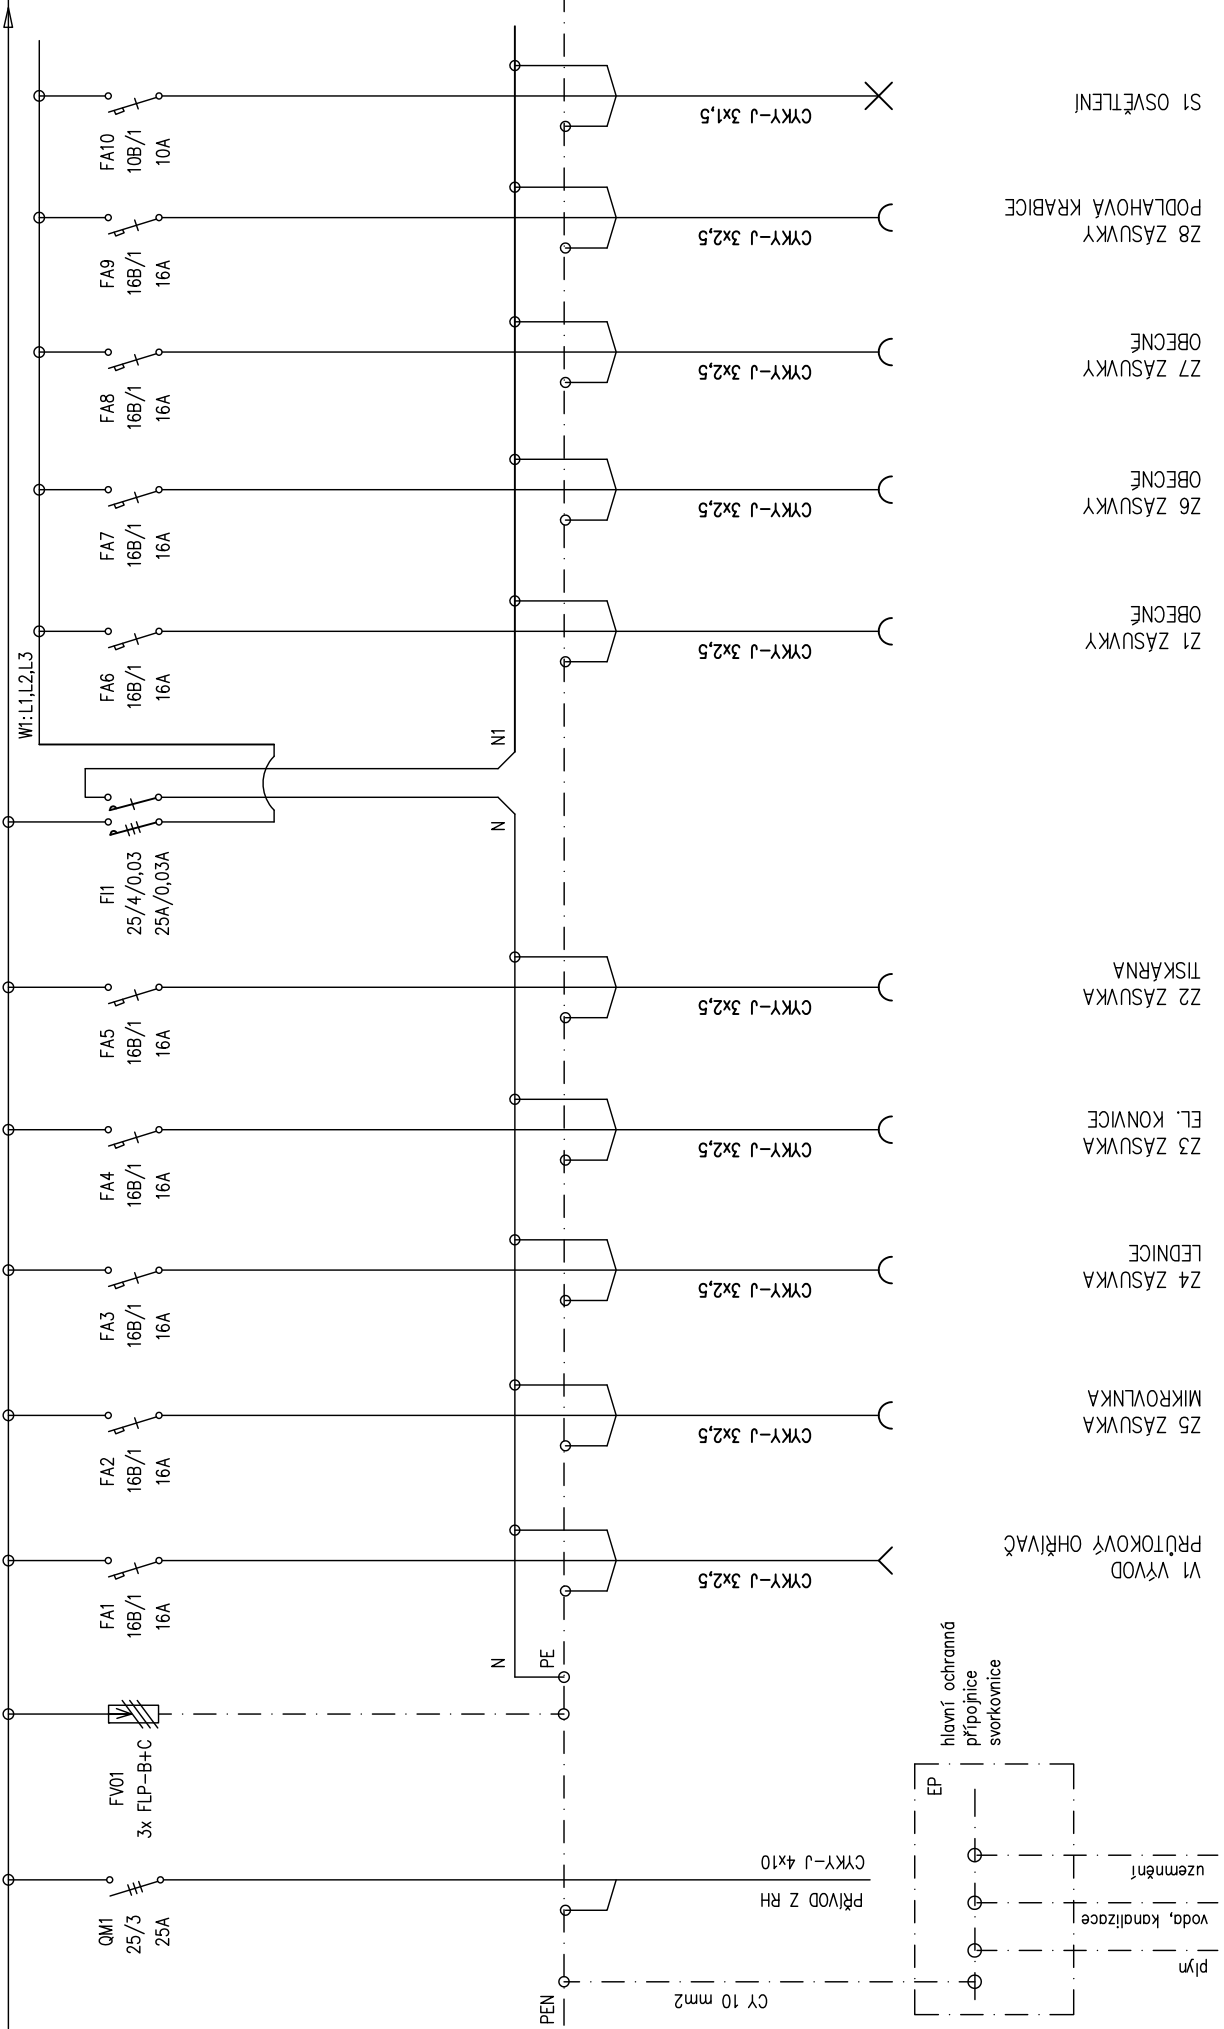 QM1
25/3
25A
FV01
3x FLP-B+C
FA1
16B/1
16A
FA2
16B/1
16A
FA3
16B/1
16A
FA4
16B/1
16A
FA5
16B/1
16A
FI1
25/4/0,03
25A/0,03A
W1:L1,L2,L3
FA6
16B/1
16A
FA7
16B/1
16A
FA8
16B/1
16A
FA9
16B/1
16A
FA10
10B/1
10A
PEN
N
PE
N
N1
CY 10 mm2
PŘÍVOD Z RH
CYKY-J 4x10
CYKY-J 3x2,5
CYKY-J 3x2,5
CYKY-J 3x2,5
CYKY-J 3x2,5
CYKY-J 3x2,5
CYKY-J 3x2,5
CYKY-J 3x2,5
CYKY-J 3x2,5
CYKY-J 3x2,5
CYKY-J 3x1,5
EP
hlavní ochranná
přípojnice
svorkovnice
plyn
voda, kanalizace
uzemnění
V1 VÝVOD
PRŮTOKOVÝ OHŘÍVAČ
Z5 ZÁSUVKA
MIKROVLNKA
Z4 ZÁSUVKA
LEDNICE
Z3 ZÁSUVKA
EL. KONVICE
Z2 ZÁSUVKA
TISKÁRNA
Z1 ZÁSUVKY
OBECNÉ
Z6 ZÁSUVKY
OBECNÉ
Z7 ZÁSUVKY
OBECNÉ
Z8 ZÁSUVKY
PODLAHOVÁ KRABICE
S1 OSVĚTLENÍ